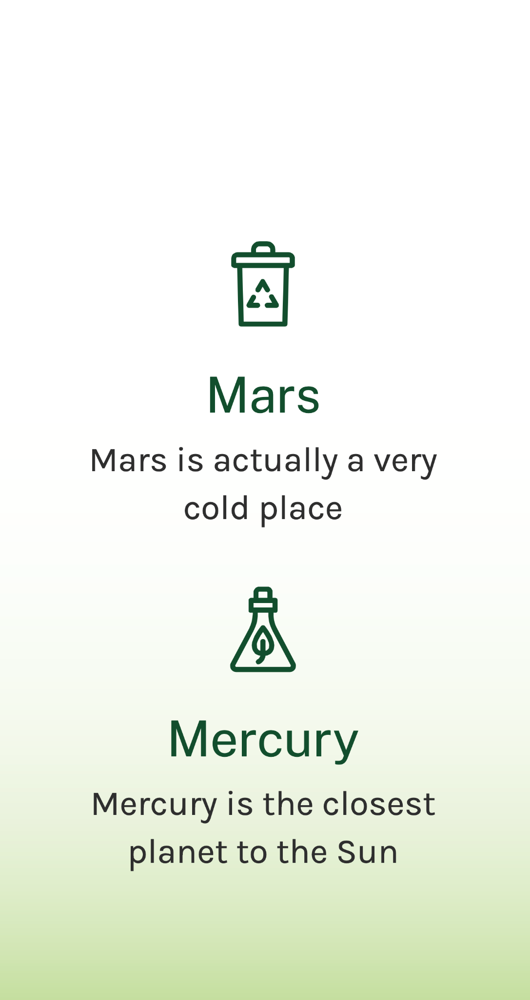 Mars
Mars is actually a very
cold place
Mercury
Mercury is the closest
planet to the Sun